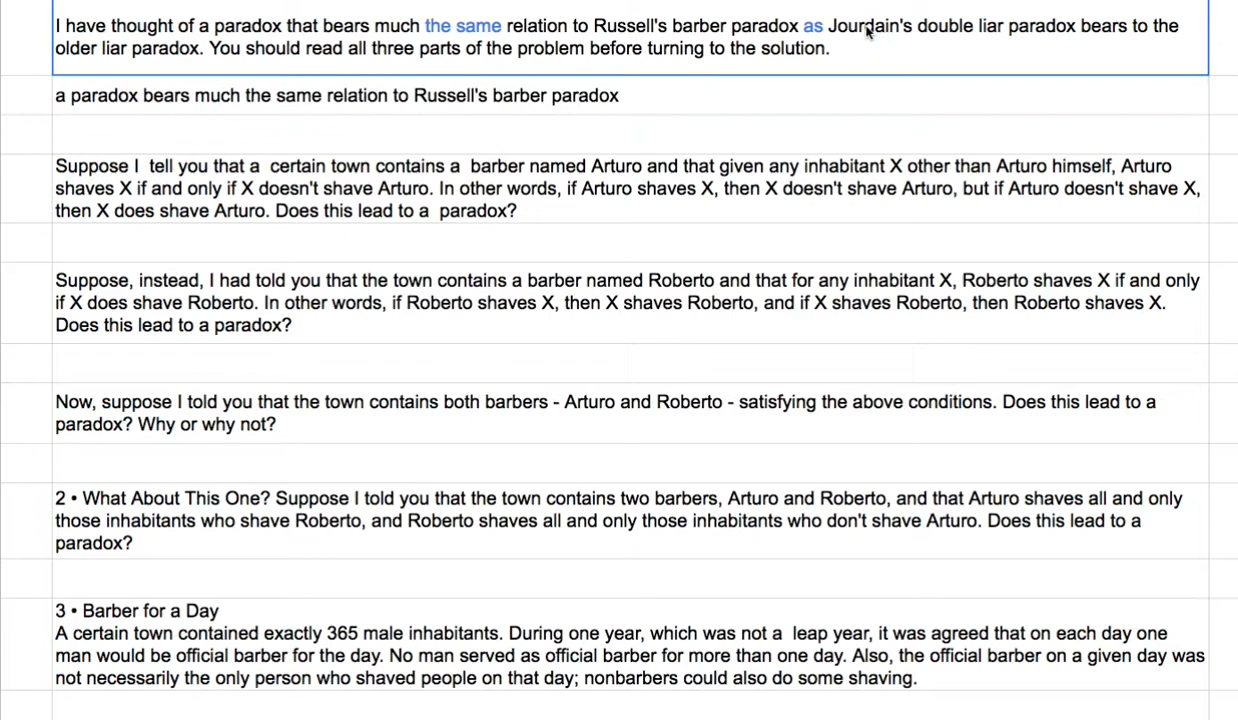 I have thought of a paradox that bears much the same relation to Russell's barber paradox as Jourdain's double liar paradox bears to the
older liar paradox. You should read all three parts of the problem before turning to the solution.
a paradox bears much the same relation to Russell's barber paradox
Suppose I  tell you that a  certain town contains a  barber named Arturo and that given any inhabitant X other than Arturo himself, Arturo
shaves X if and only if X doesn't shave Arturo. In other words, if Arturo shaves X, then X doesn't shave Arturo, but if Arturo doesn't shave X,
then X does shave Arturo. Does this lead to a  paradox?
Suppose, instead, I had told you that the town contains a barber named Roberto and that for any inhabitant X, Roberto shaves X if and only
if X does shave Roberto. In other words, if Roberto shaves X, then X shaves Roberto, and if X shaves Roberto, then Roberto shaves X.
Does this lead to a paradox?
Now, suppose I told you that the town contains both barbers - Arturo and Roberto - satisfying the above conditions. Does this lead to a
paradox? Why or why not?
2 • What About This One? Suppose I told you that the town contains two barbers, Arturo and Roberto, and that Arturo shaves all and only
those inhabitants who shave Roberto, and Roberto shaves all and only those inhabitants who don't shave Arturo. Does this lead to a
paradox?
3 • Barber for a Day
A certain town contained exactly 365 male inhabitants. During one year, which was not a  leap year, it was agreed that on each day one
man would be official barber for the day. No man served as official barber for more than one day. Also, the official barber on a given day was
not necessarily the only person who shaved people on that day; nonbarbers could also do some shaving.